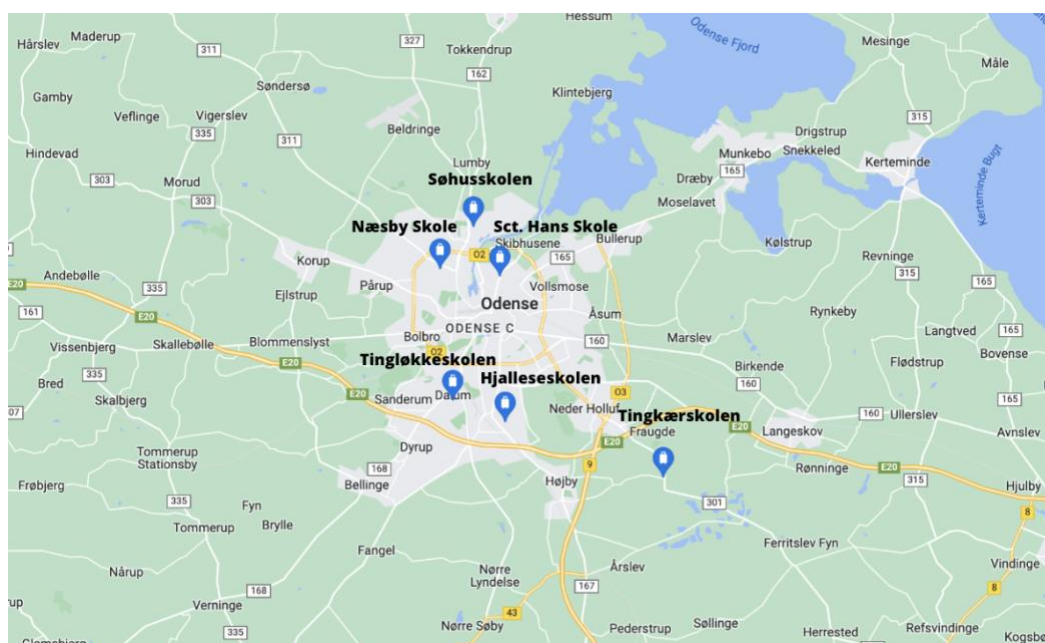 Hessum
Maderup
Hårslev
311
327
Tokkendrup
162
Odense Fjord
Mesinge
Måle
Søndersø
Klintebjerg
Gamby
Veflinge
Vigerslev
335
Beldringe
315
Drigstrup
Hindevad
311
Munkebo
Snekkeled
Kerteminde
Lumby
165
303
Morud
Søhusskolen
Dræby
303
Moselavet
Kerteminde Bugt
Næsby Skole
Sct. Hans Skole
Skibhusene
Bullerup
Kølstrup
O2
165
Korup
Revninge
Andebølle
335
315
E20
Pårup
Vollsmose
Ejlstrup
Odense
161
E20
Åsum
Rynkeby
ODENSE C
Langtved
165
Vissenbjerg
Skallebølle
Blommenslyst
Bolbro
160
Marslev
Flødstrup
Bovense
O2
E20
Tingløkkeskolen
Birkende
Bred
335
Hjalleseskolen
160
165
Skalbjerg
E20
Sanderum
Dalum
O3
07
Neder Holluf
Tingkærskolen
160
Ullerslev
E20
Avnslev
Fraugde
Langeskov
Dyrup
E20
Tommerup
Stationsby
168
9
Rønninge
E20
Frøbjerg
Bellinge
Højby
315
Hjulby
Fyn
335
301
8
Tommerup
Brylle
Ferritslev Fyn
Fangel
Vindinge
Nårup
Nørre
Lyndelse
Årslev
168
167
8
Verninge
43
335
Nørre Søby
Pederstrup
Søllinge
Herrested
Refsvindinge